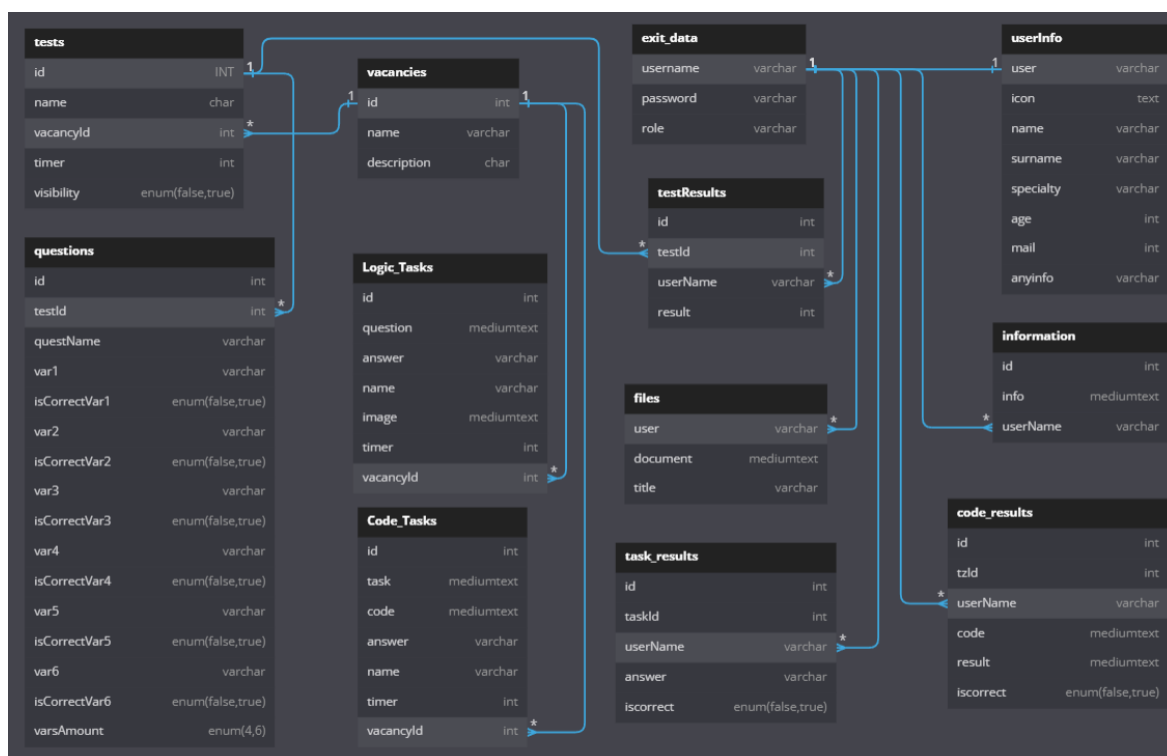 tests
id INT
name char
vacancyId int
timer int
visibility enum(false,true)
questions
id int
testId int
questName varchar
var1 varchar
isCorrectVar1 enum(false,true)
var2 varchar
isCorrectVar2 enum(false,true)
var3 varchar
isCorrectVar3 enum(false,true)
var4 varchar
isCorrectVar4 enum(false,true)
var5 varchar
isCorrectVar5 enum(false,true)
var6 varchar
isCorrectVar6 enum(false,true)
varsAmount enum(4,6)
vacancies
id int
name varchar
description char
Logic_Tasks
id int
question mediumtext
answer varchar
name varchar
image mediumtext
timer int
vacancyId int
Code_Tasks
id int
task mediumtext
code mediumtext
answer varchar
name varchar
timer int
vacancyId int
exit_data
username varchar
password varchar
role varchar
testResults
id int
testId int
userName varchar
result int
files
user varchar
document mediumtext
title varchar
task_results
id int
taskId int
userName varchar
answer varchar
iscorrect enum(false,true)
userInfo
user varchar
icon text
name varchar
surname varchar
specialty varchar
age int
mail int
anyinfo varchar
information
id int
info mediumtext
userName varchar
code_results
id int
tzId int
userName varchar
code mediumtext
result mediumtext
iscorrect enum(false,true)
1
*
1
1
*
*
*
*
1
1
*
*
*
*
*